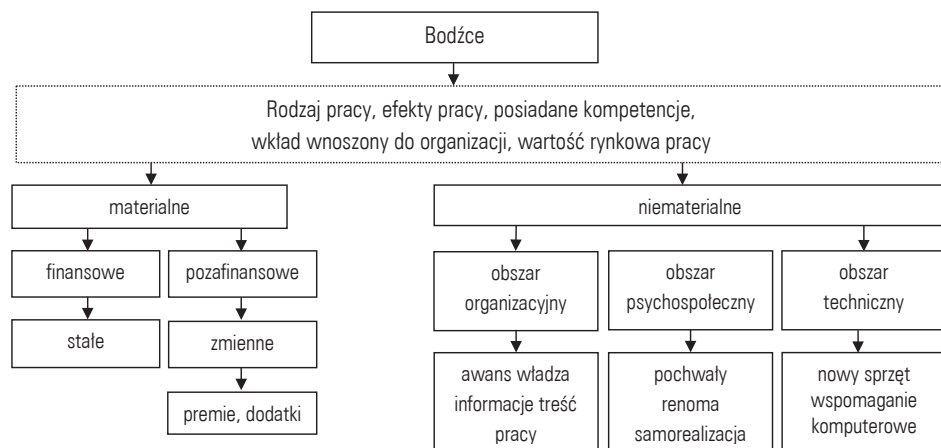 Bodźce
Rodzaj pracy, efekty pracy, posiadane kompetencje,
wkład wnoszony do organizacji, wartość rynkowa pracy
materialne
niematerialne
finansowe
pozafinansowe
stałe
zmienne
premie, dodatki
obszar
organizacyjny
obszar
psychospołeczny
obszar
techniczny
awans władza
informacje treść
pracy
pochwały
renoma
samorealizacja
nowy sprzęt
wspomaganie
komputerowe